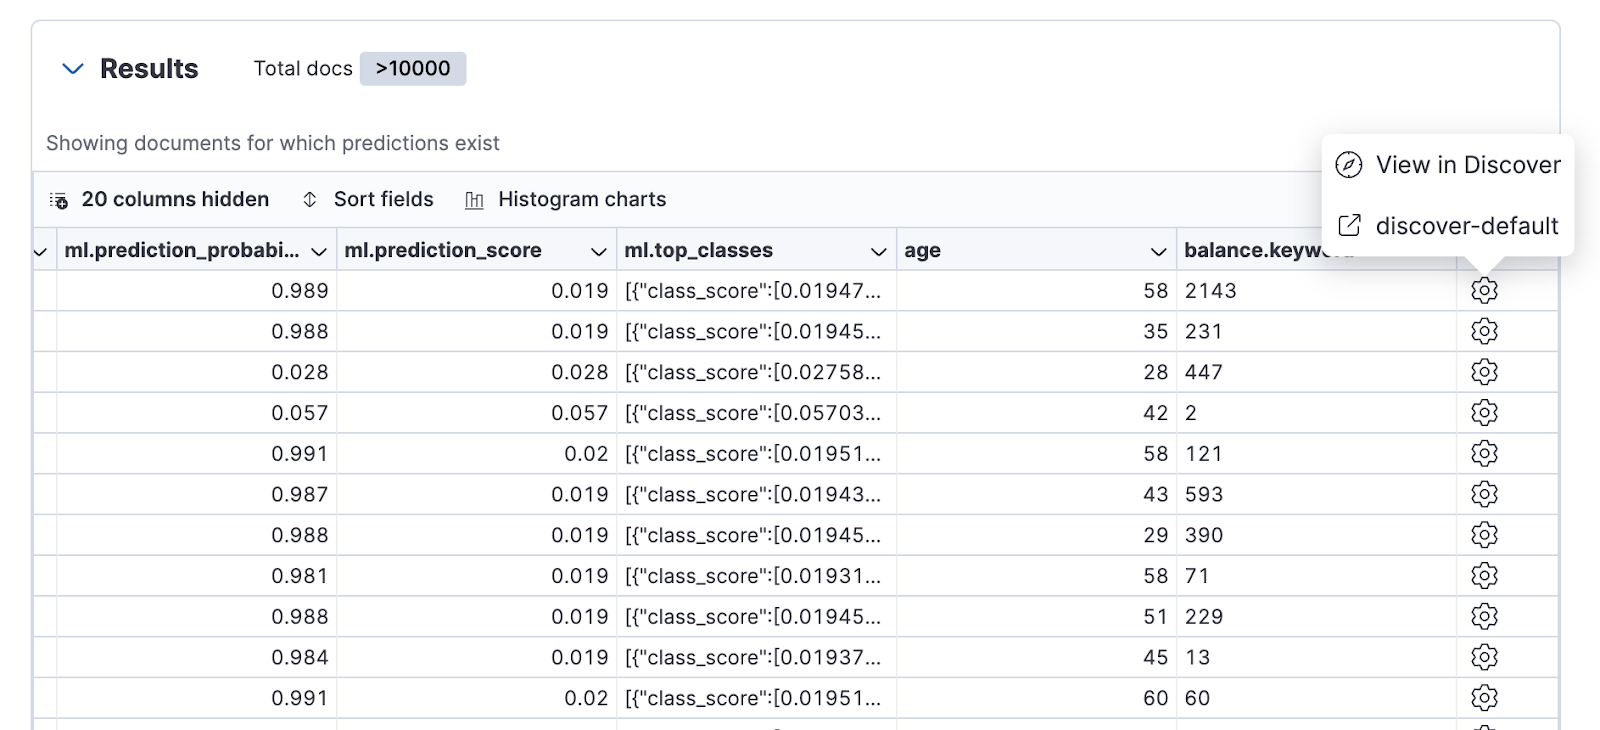 Results Total docs >10000
Showing documents for which predictions exist
View in Discover
discover-default
20 columns hidden Sort fields Histogram charts
ml.prediction_probabi... ml.prediction_score ml.top_classes age balance.keyword
0.989 0.019 [{"class_score":[0.01947... 58 2143
0.988 0.019 [{"class_score":[0.01945... 35 231
0.028 0.028 [{"class_score":[0.02758... 28 447
0.057 0.057 [{"class_score":[0.05703... 42 2
0.991 0.02 [{"class_score":[0.01951... 58 121
0.987 0.019 [{"class_score":[0.01943... 43 593
0.988 0.019 [{"class_score":[0.01945... 29 390
0.981 0.019 [{"class_score":[0.01931... 58 71
0.988 0.019 [{"class_score":[0.01945... 51 229
0.984 0.019 [{"class_score":[0.01937... 45 13
0.991 0.02 [{"class_score":[0.01951... 60 60